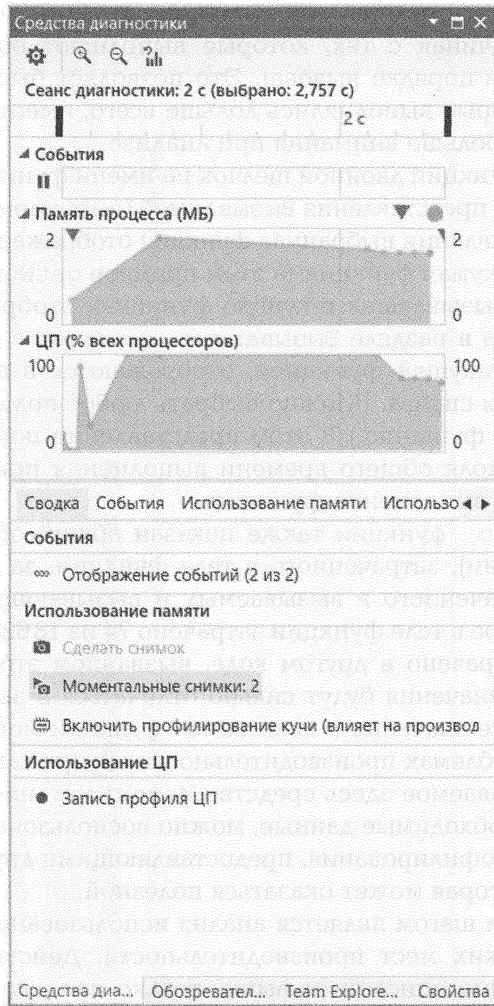 Средства диагностики
Сеанс диагностики: 2 с (выбрано: 2,757 с)
2 с
События
Память процесса (МБ)
2 2
0 0
ЦП (% всех процессоров)
100 100
0 0
Сводка События Использование памяти Использо
События
Отображение событий (2 из 2)
Использование памяти
Сделать снимок
Моментальные снимки: 2
Включить профилирование кучи (влияет на производ
Использование ЦП
Запись профиля ЦП
Средства диа... Обозревател... Team Explore... Свойства